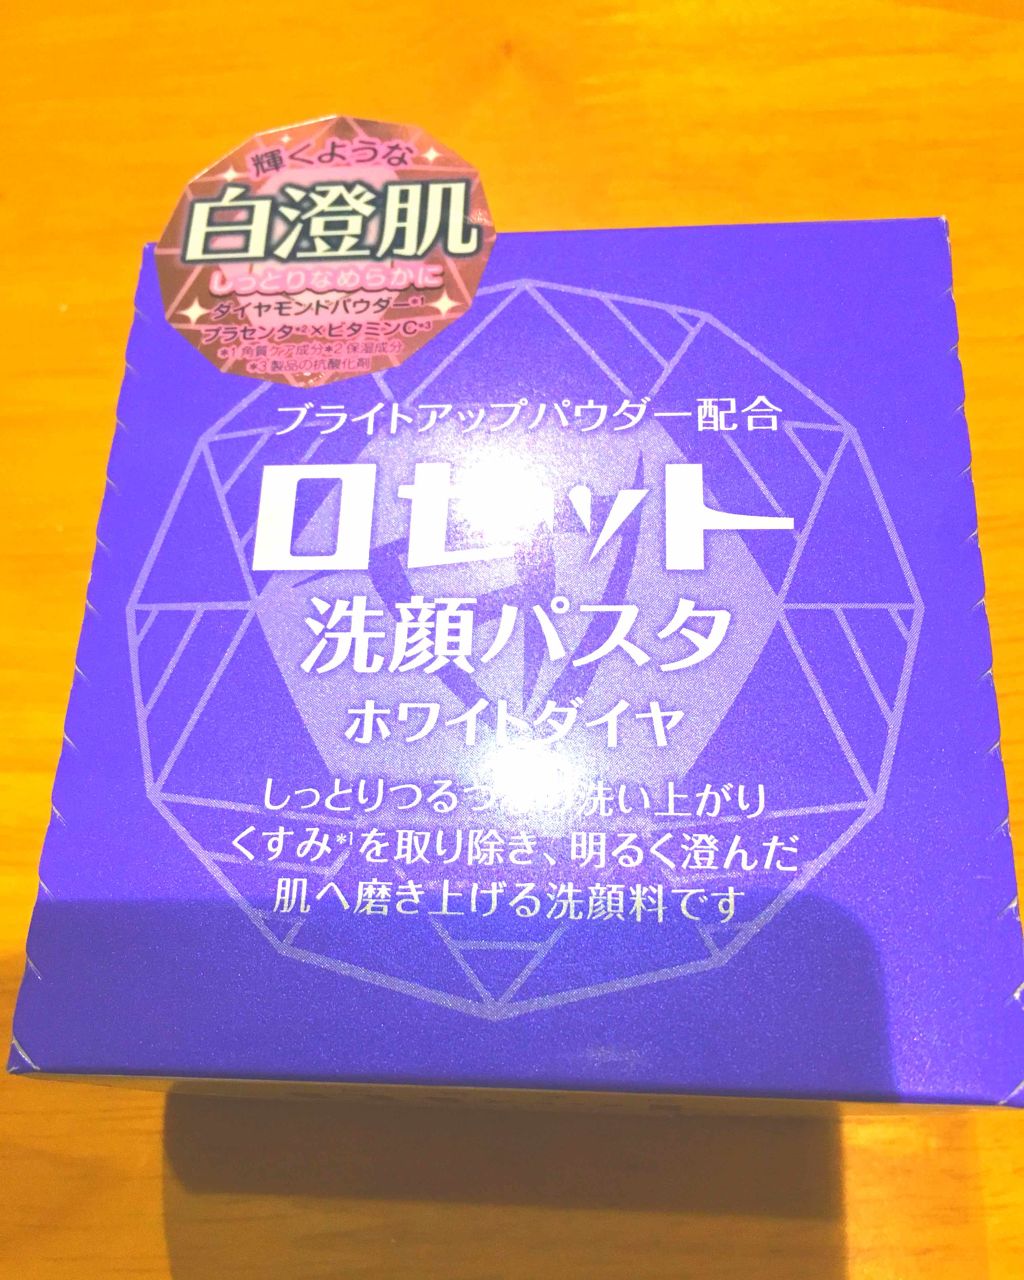 輝くような
白澄肌
しっとりなめらかに
ダイヤモンドパウダー*1
プラセンタ*2×ビタミンC*3
*1 角質ケア成分*2 保湿成分
*3 製品の抗酸化剤
ブライトアップパウダー配合
ロゼット
洗顔パスタ
ホワイトダイヤ
しっとりつるつ 洗い上がり
くすみ*1を取り除き、明るく澄んだ
肌へ磨き上げる洗顔料です